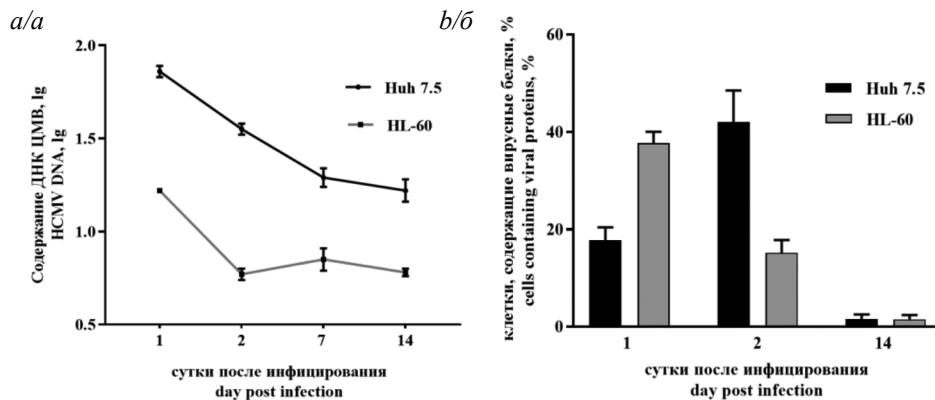 a/a
Содержание ДНК ЦМВ, lg
HCMV DNA, lg
2.0
1.5
1.0
0.5
Huh 7.5
HL-60
1
2
7
14
сутки после инфицирования
day post infection
b/б
клетки, содержащие вирусные белки, %
cells containing viral proteins, %
60
40
20
0
Huh 7.5
HL-60
1
2
14
сутки после инфицирования
day post infection